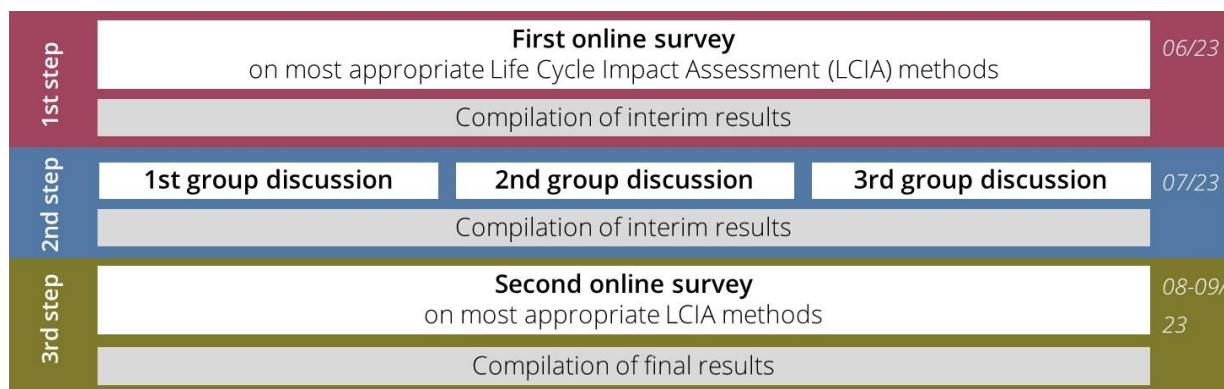 1st step
First online survey
on most appropriate Life Cycle Impact Assessment (LCIA) methods
06/23
Compilation of interim results
2nd step
1st group discussion
2nd group discussion
3rd group discussion
07/23
Compilation of interim results
3rd step
Second online survey
on most appropriate LCIA methods
08-09/
23
Compilation of final results